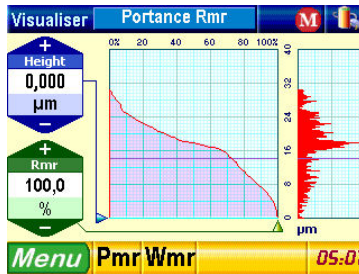 Visualiser Portance Rmr M
0% 20 40 60 80 100%
+
Height
0,000
µm
−
+
Rmr
100,0
%
−
40
32
24
16
8
0
µm
Menu Pmr Wmr 05:0